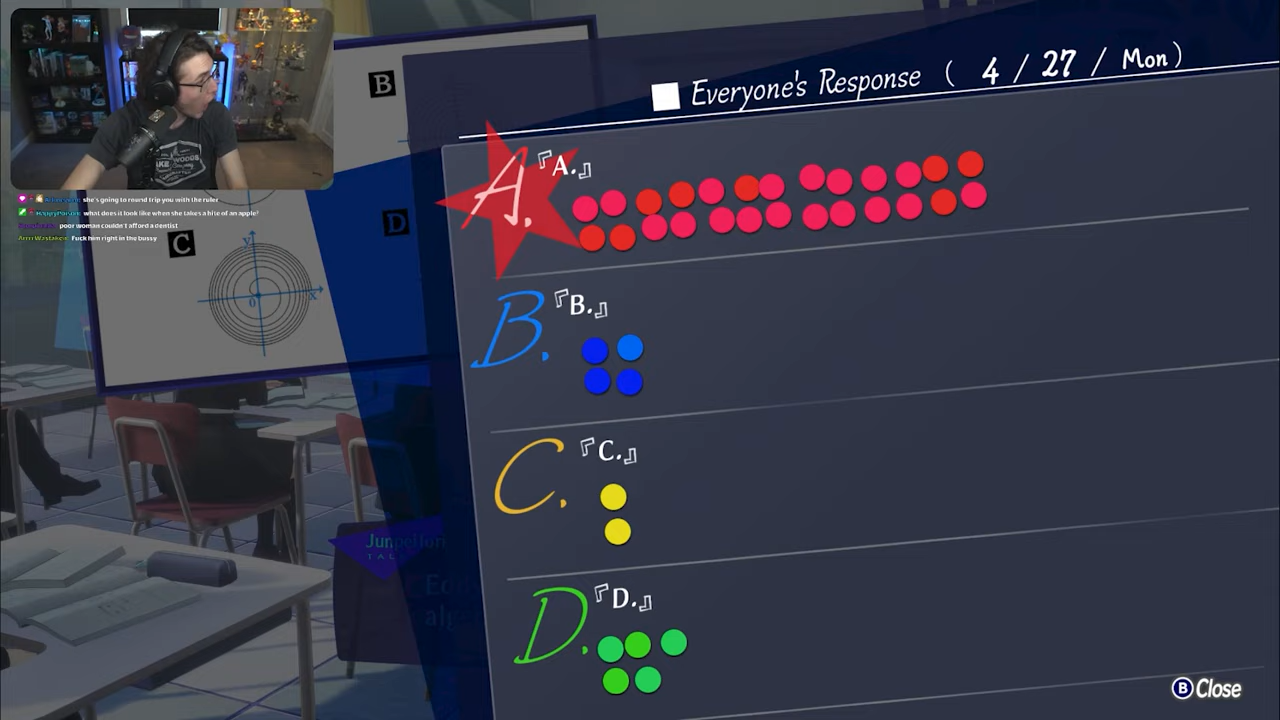 Everyone's Response ( 4 / 27 / Mon )
A. 『A.』
B. 『B.』
C. 『C.』
D. 『D.』
B Close
B
D
C
y
x
0
she's going to round trip you with the ruler
what does it look like when she takes a bite of an apple?
poor woman couldn't afford a dentist
Fuck him right in the bussy